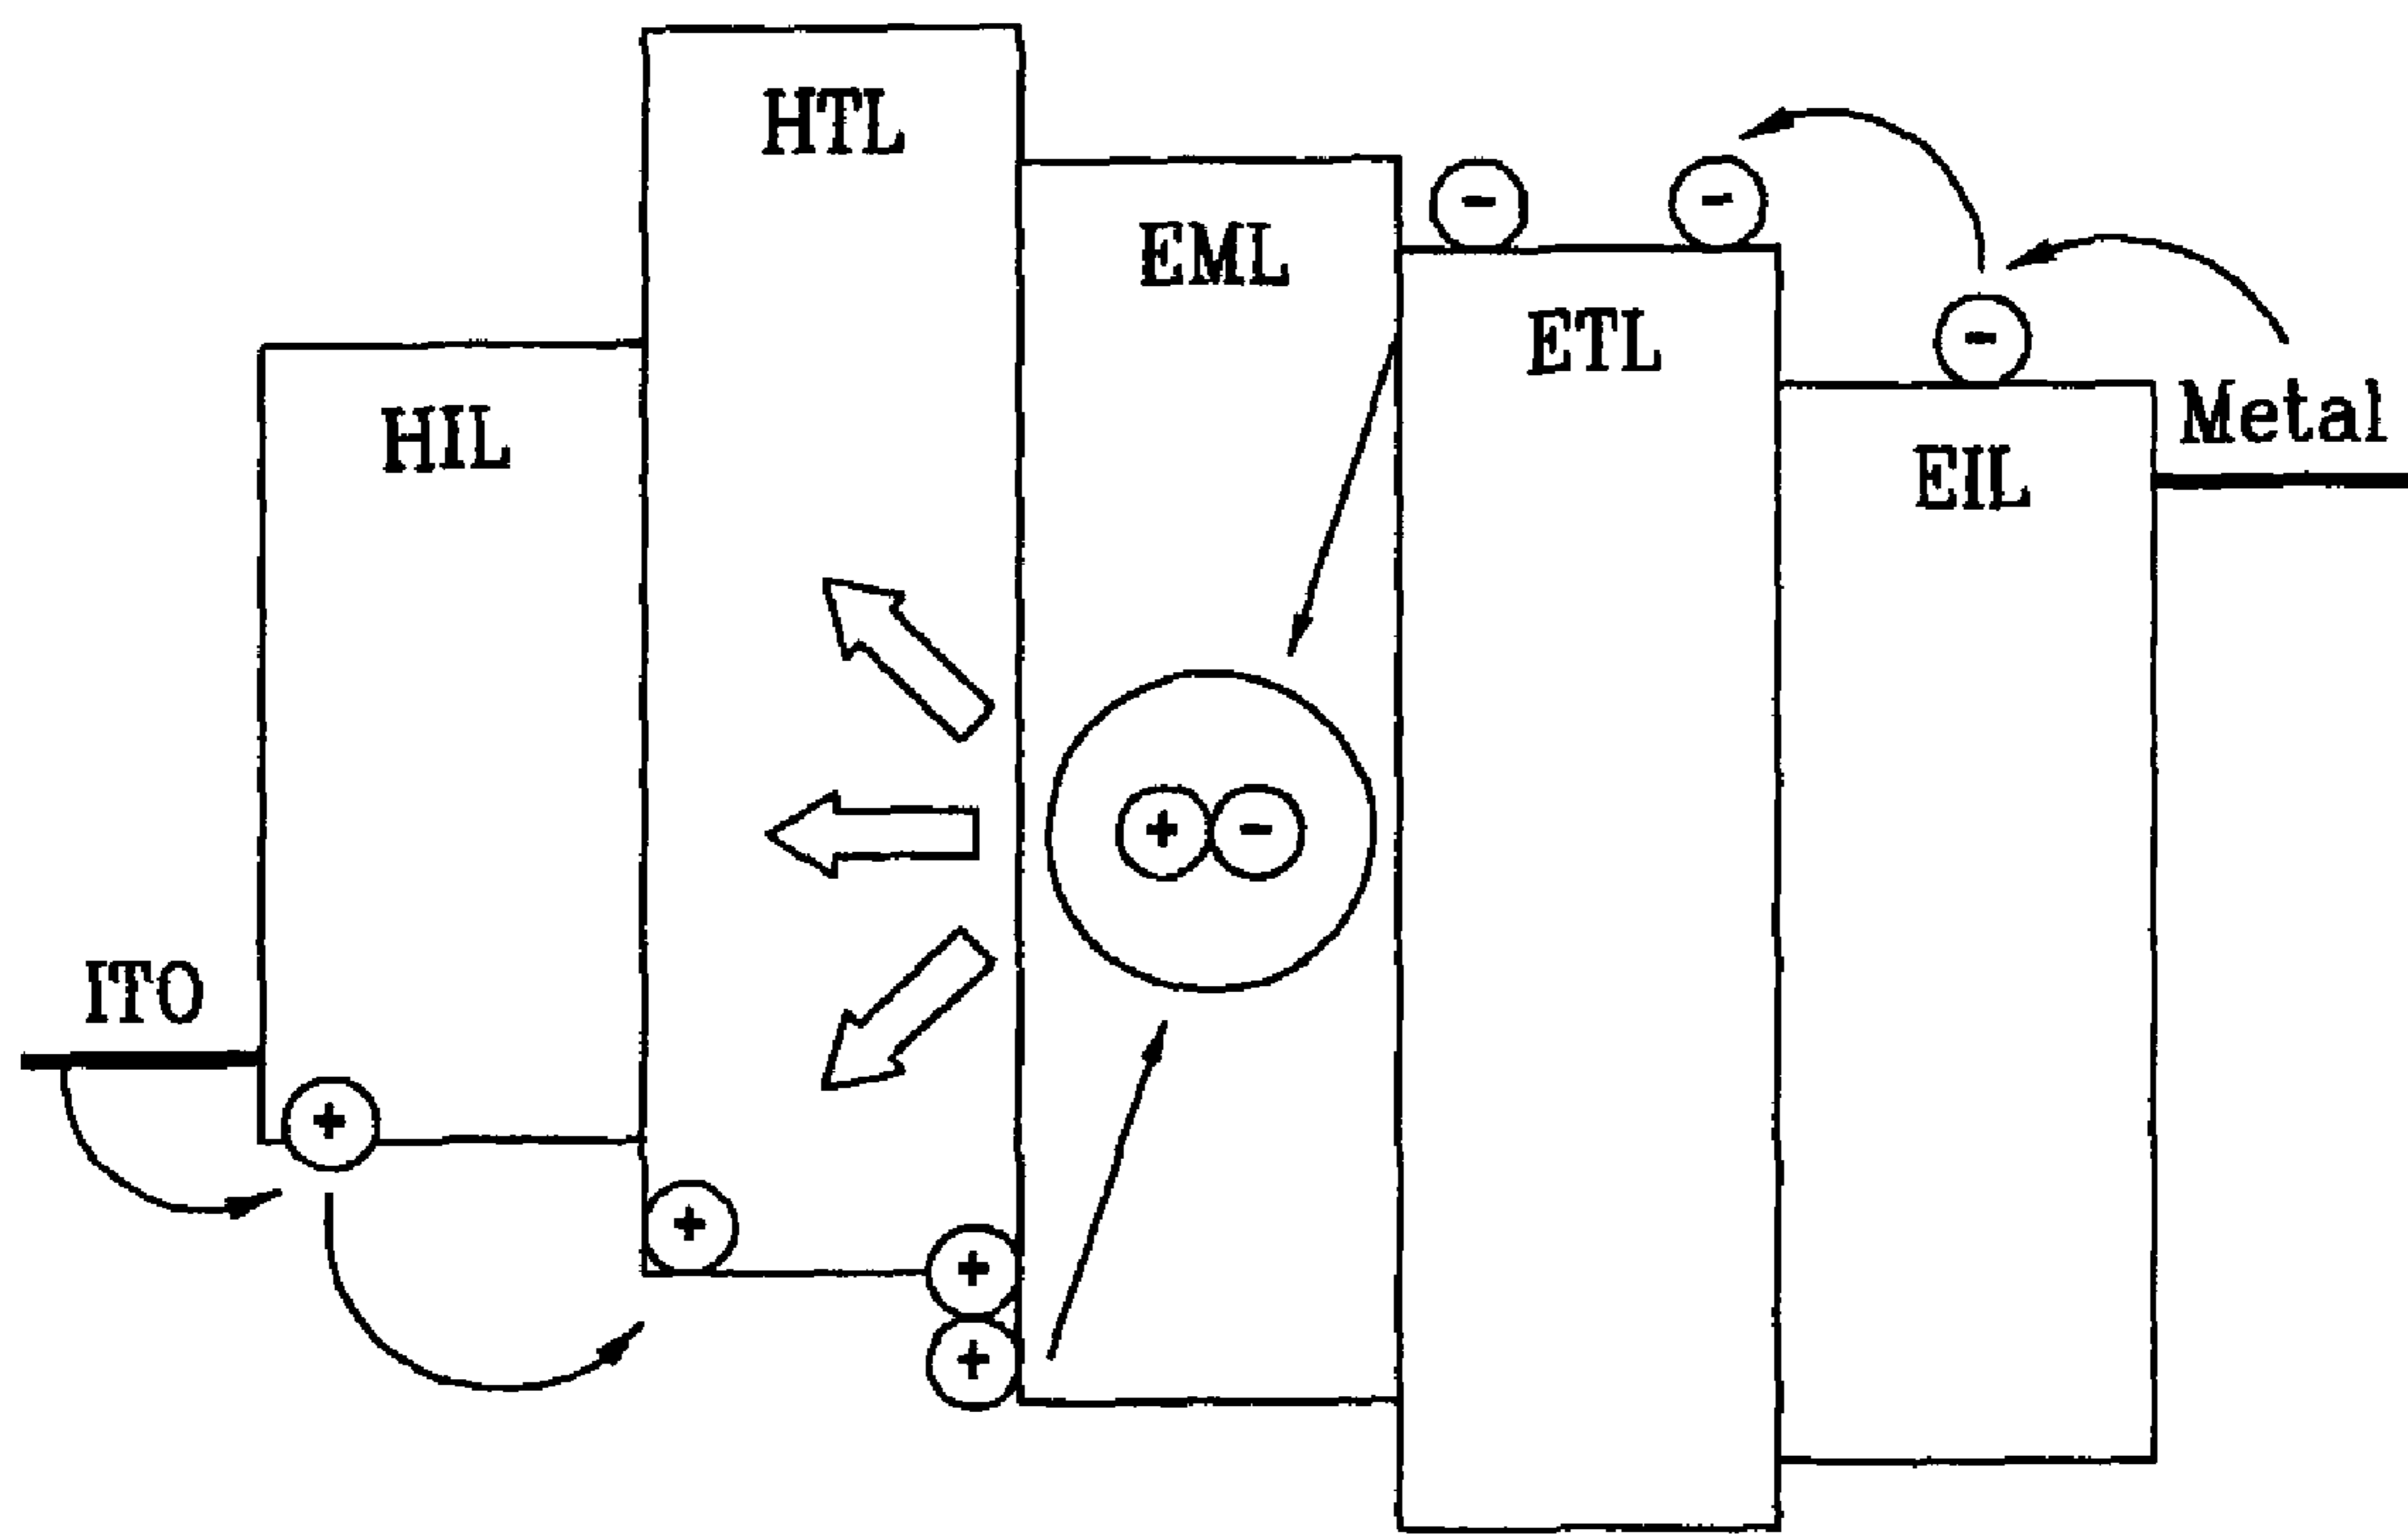 HTL
EML
ETL
HIL
Metal
EIL
ITO
-
-
-
+
-
+
+
+
+